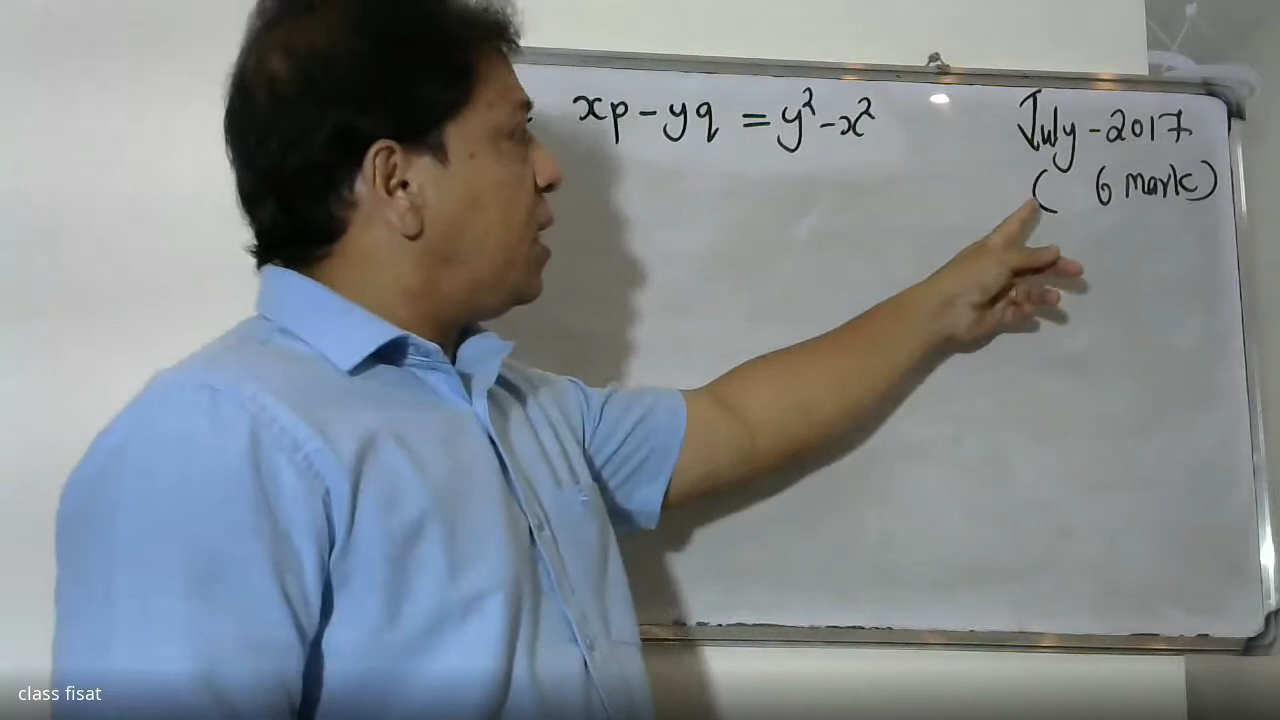 xp - yq = y² - x²
July - 2017
( 6 mark)
class fisat